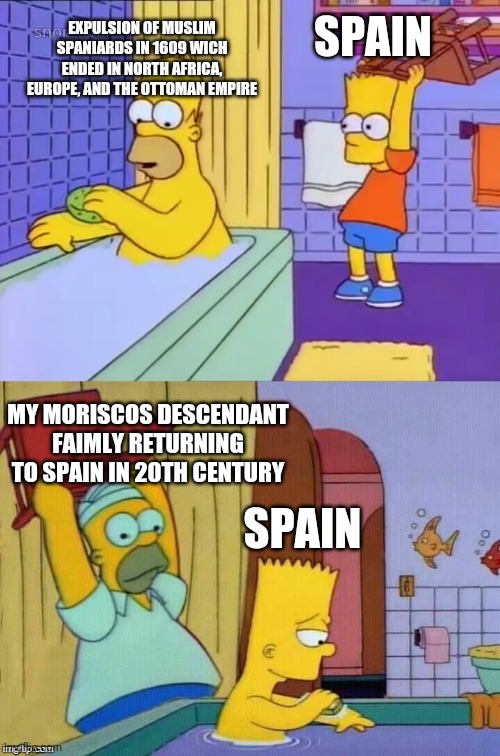 EXPULSION OF MUSLIM
SPANIARDS IN 1609 WICH
ENDED IN NORTH AFRICA,
EUROPE, AND THE OTTOMAN EMPIRE
SPAIN
MY MORISCOS DESCENDANT
FAIMLY RETURNING
TO SPAIN IN 20TH CENTURY
SPAIN
imgflip.com